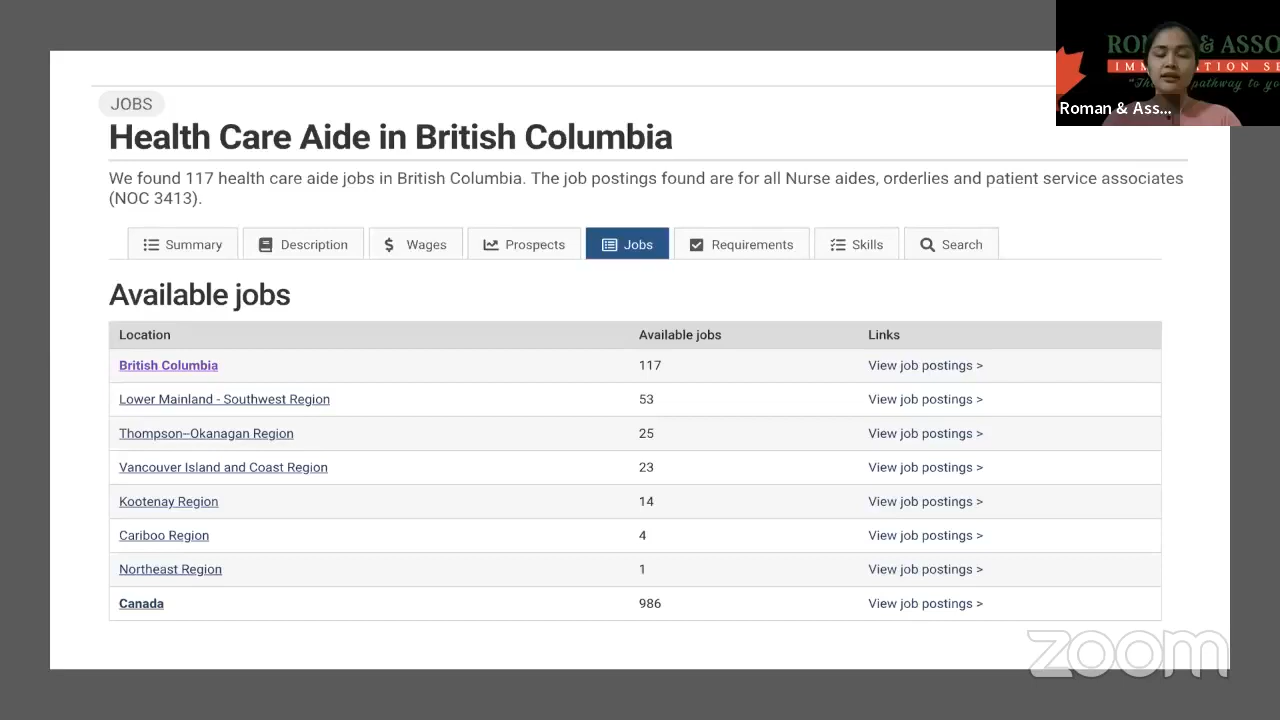 JOBS
Health Care Aide in British Columbia
We found 117 health care aide jobs in British Columbia. The job postings found are for all Nurse aides, orderlies and patient service associates
(NOC 3413).
Summary Description Wages Prospects Jobs Requirements Skills Search
Available jobs
Location Available jobs Links
British Columbia 117 View job postings >
Lower Mainland - Southwest Region 53 View job postings >
Thompson–Okanagan Region 25 View job postings >
Vancouver Island and Coast Region 23 View job postings >
Kootenay Region 14 View job postings >
Cariboo Region 4 View job postings >
Northeast Region 1 View job postings >
Canada 986 View job postings >
& ASSO
pathway to yo
Roman & Ass...
zoom